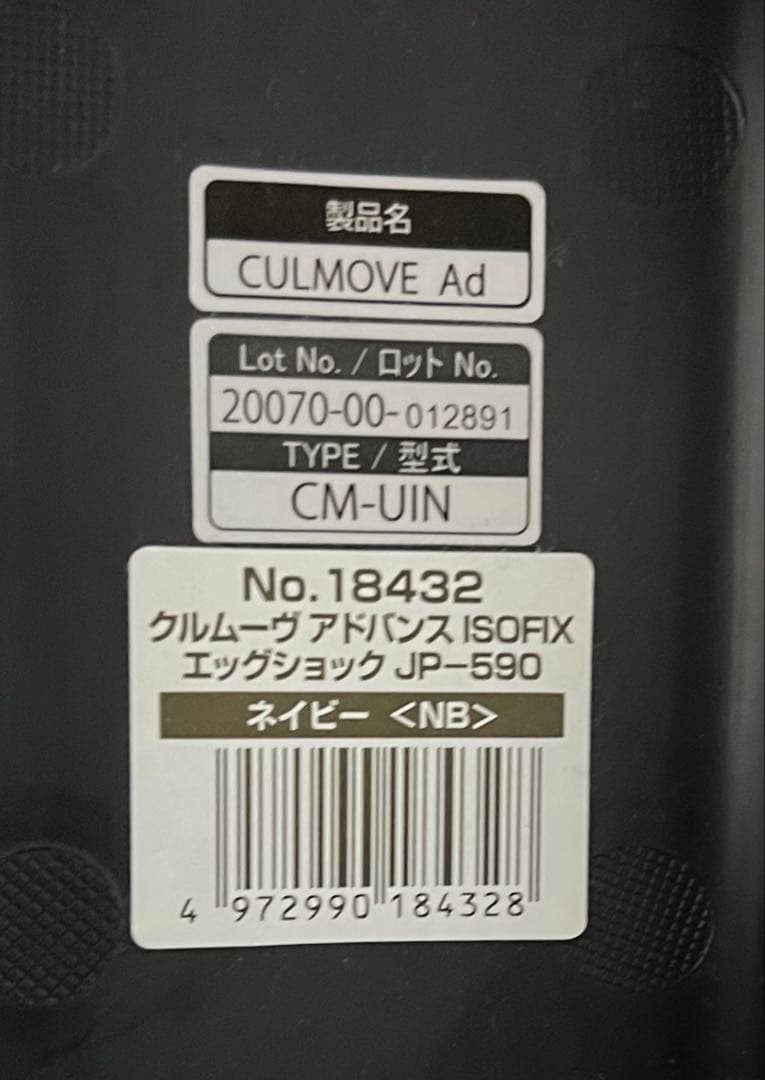 製品名
CULMOVE Ad
Lot No. / ロット No.
20070-00-012891
TYPE / 型式
CM-UIN
No.18432
クルムーヴ アドバンス ISOFIX
エッグショック JP-590
ネイビー <NB>
4 972990 184328